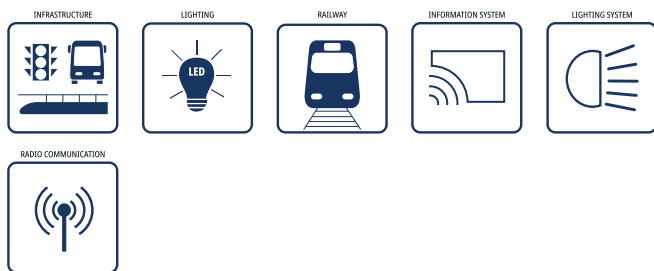 INFRASTRUCTURE
LIGHTING
RAILWAY
INFORMATION SYSTEM
LIGHTING SYSTEM
LED
RADIO COMMUNICATION